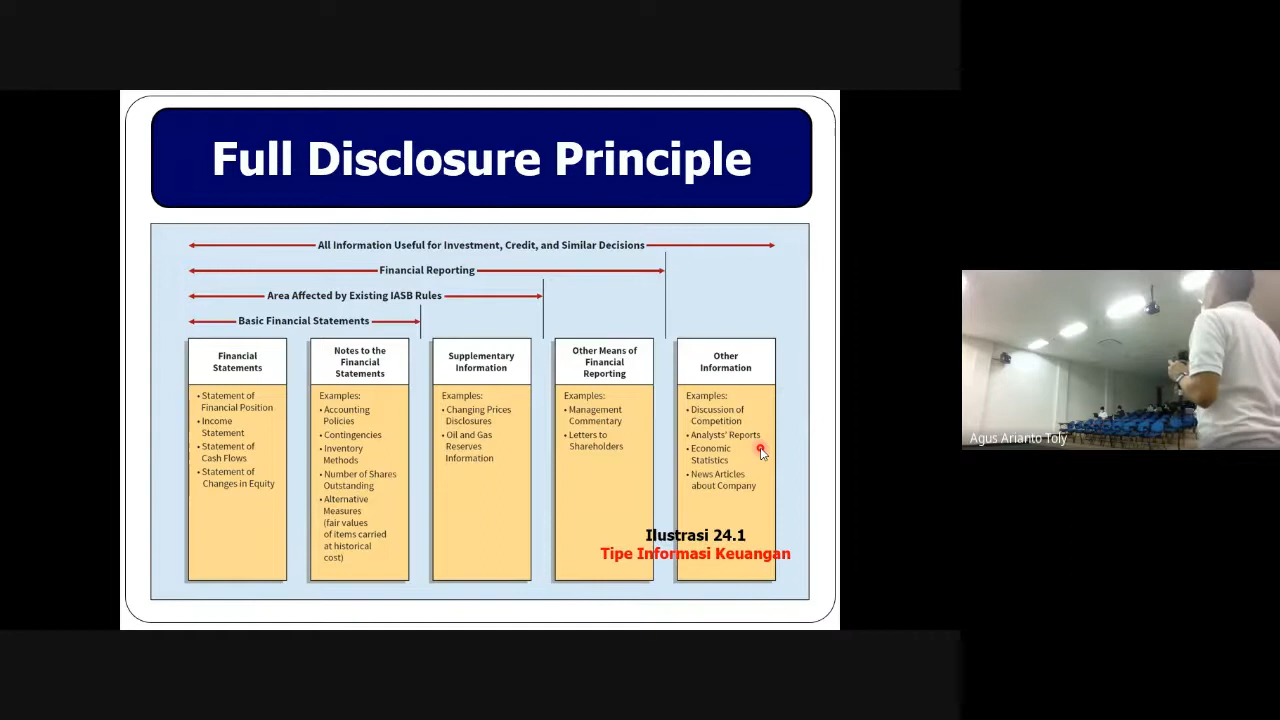 Full Disclosure Principle
All Information Useful for Investment, Credit, and Similar Decisions
Financial Reporting
Area Affected by Existing IASB Rules
Basic Financial Statements
Financial
Statements
• Statement of
Financial Position
• Income
Statement
• Statement of
Cash Flows
• Statement of
Changes in Equity
Notes to the
Financial
Statements
Examples:
• Accounting
Policies
• Contingencies
• Inventory
Methods
• Number of Shares
Outstanding
• Alternative
Measures
(fair values
of items carried
at historical
cost)
Supplementary
Information
Examples:
• Changing Prices
Disclosures
• Oil and Gas
Reserves
Information
Other Means of
Financial
Reporting
Examples:
• Management
Commentary
• Letters to
Shareholders
Other
Information
Examples:
• Discussion of
Competition
• Analysts' Reports
• Economic
Statistics
• News Articles
about Company
Ilustrasi 24.1
Tipe Informasi Keuangan
Agus Arianto Toly